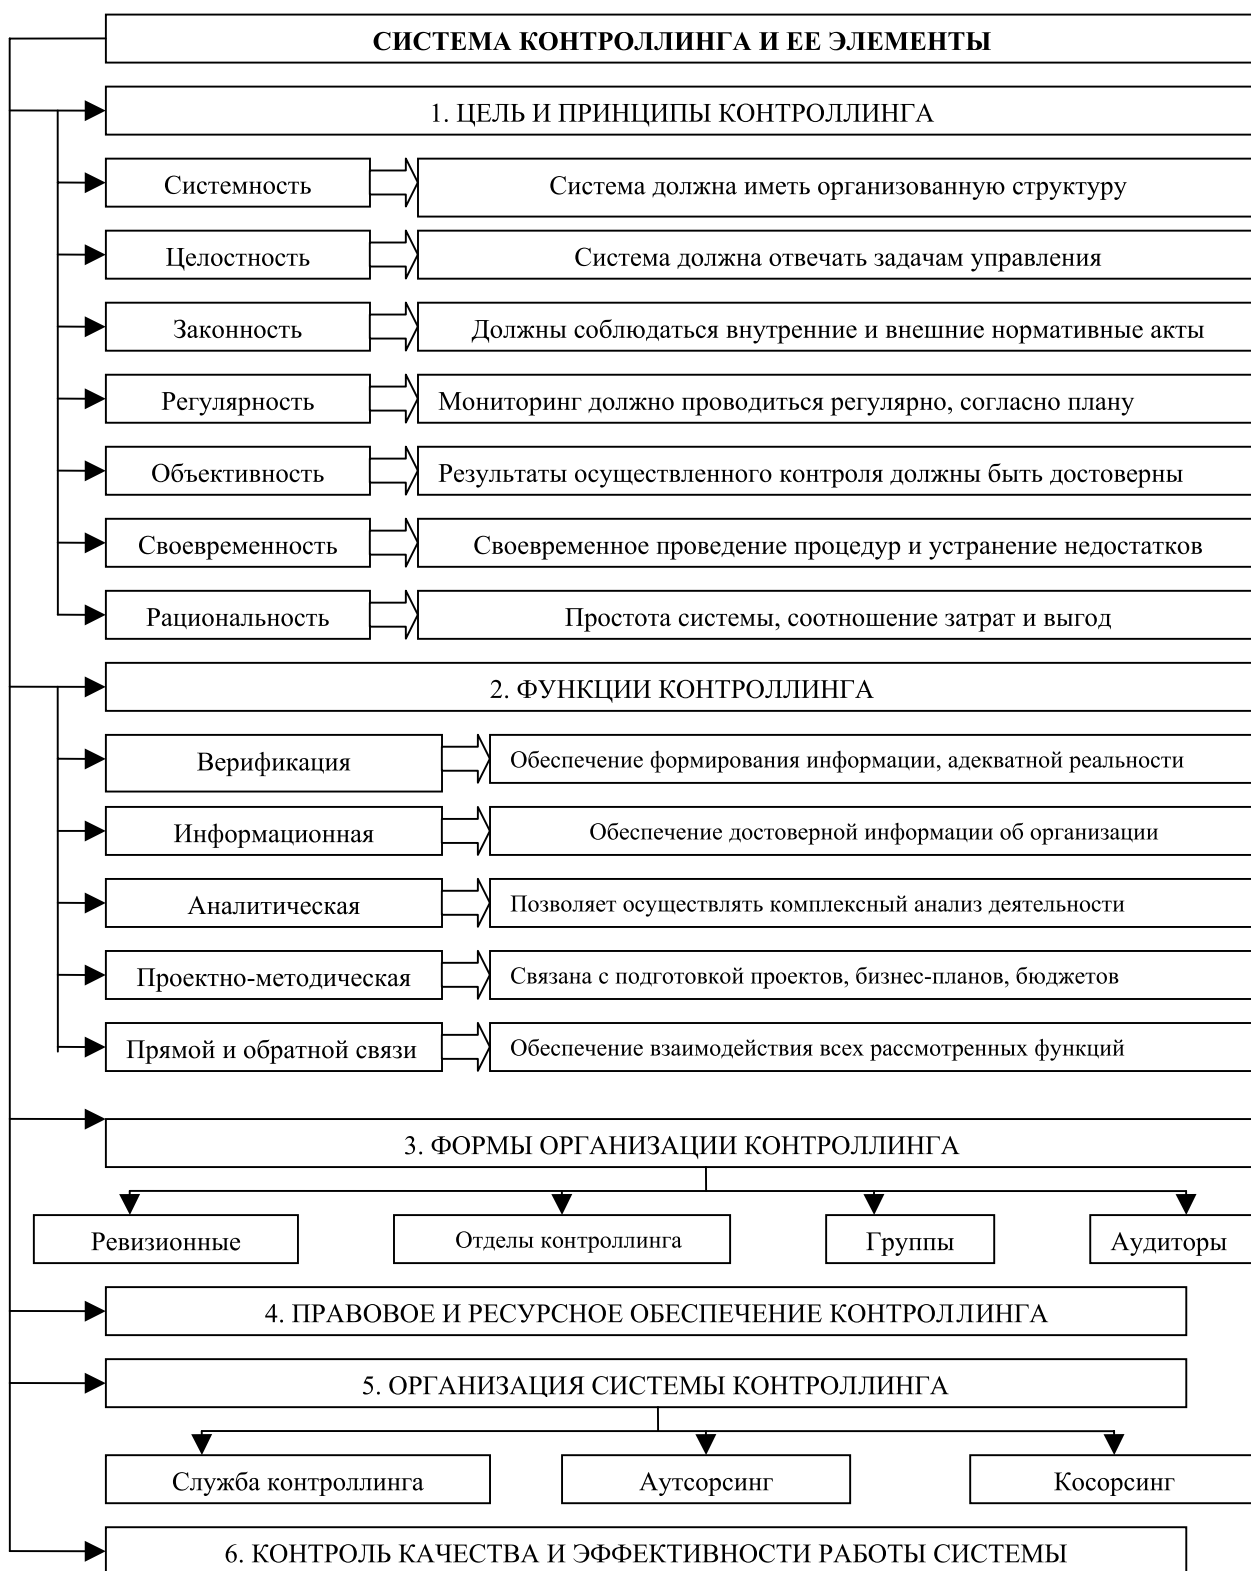 СИСТЕМА КОНТРОЛЛИНГА И ЕЕ ЭЛЕМЕНТЫ
1. ЦЕЛЬ И ПРИНЦИПЫ КОНТРОЛЛИНГА
Системность
Система должна иметь организованную структуру
Целостность
Система должна отвечать задачам управления
Законность
Должны соблюдаться внутренние и внешние нормативные акты
Регулярность
Мониторинг должно проводиться регулярно, согласно плану
Объективность
Результаты осуществленного контроля должны быть достоверны
Своевременность
Своевременное проведение процедур и устранение недостатков
Рациональность
Простота системы, соотношение затрат и выгод
2. ФУНКЦИИ КОНТРОЛЛИНГА
Верификация
Обеспечение формирования информации, адекватной реальности
Информационная
Обеспечение достоверной информации об организации
Аналитическая
Позволяет осуществлять комплексный анализ деятельности
Проектно-методическая
Связана с подготовкой проектов, бизнес-планов, бюджетов
Прямой и обратной связи
Обеспечение взаимодействия всех рассмотренных функций
3. ФОРМЫ ОРГАНИЗАЦИИ КОНТРОЛЛИНГА
Ревизионные
Отделы контроллинга
Группы
Аудиторы
4. ПРАВОВОЕ И РЕСУРСНОЕ ОБЕСПЕЧЕНИЕ КОНТРОЛЛИНГА
5. ОРГАНИЗАЦИЯ СИСТЕМЫ КОНТРОЛЛИНГА
Служба контроллинга
Аутсорсинг
Косорсинг
6. КОНТРОЛЬ КАЧЕСТВА И ЭФФЕКТИВНОСТИ РАБОТЫ СИСТЕМЫ